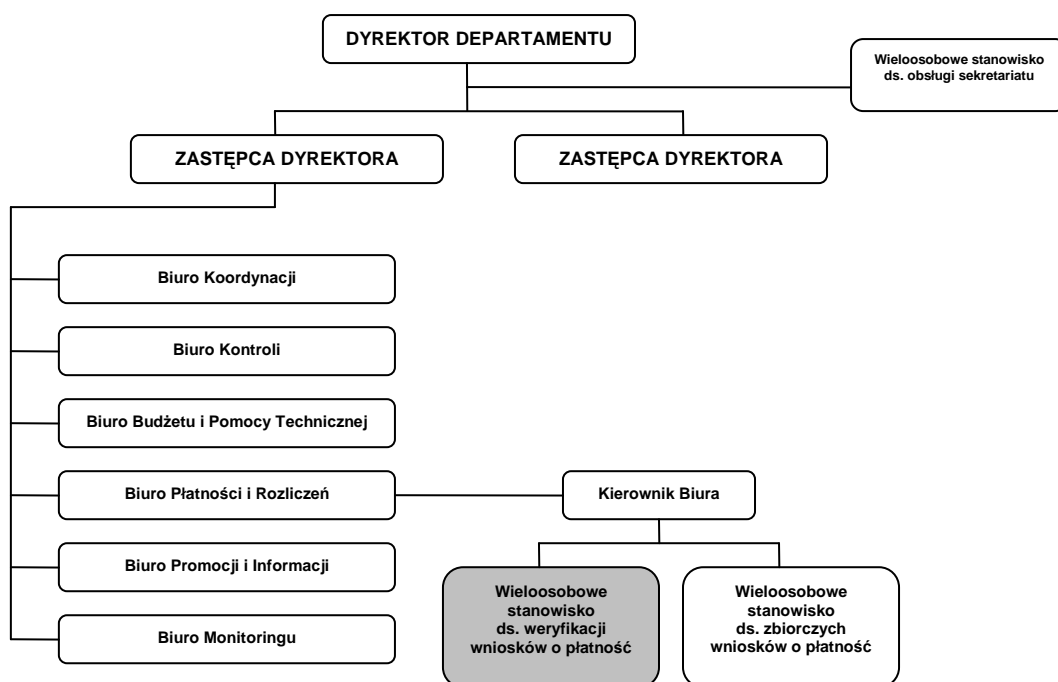 DYREKTOR DEPARTAMENTU
Wieloosobowe stanowisko
ds. obsługi sekretariatu
ZASTĘPCA DYREKTORA
ZASTĘPCA DYREKTORA
Biuro Koordynacji
Biuro Kontroli
Biuro Budżetu i Pomocy Technicznej
Biuro Płatności i Rozliczeń
Kierownik Biura
Biuro Promocji i Informacji
Biuro Monitoringu
Wieloosobowe
stanowisko
ds. weryfikacji
wniosków o płatność
Wieloosobowe
stanowisko
ds. zbiorczych
wniosków o płatność